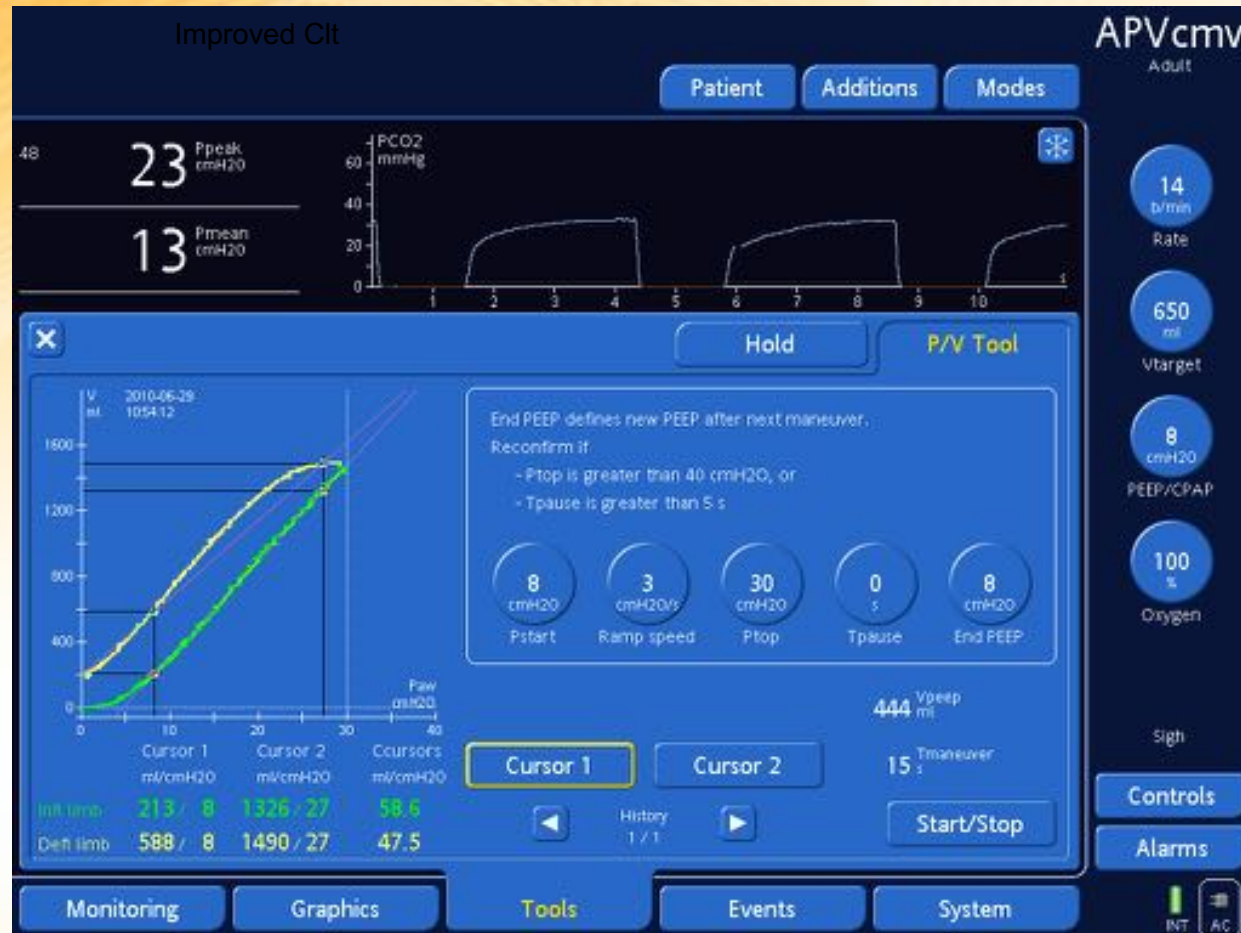 Improved Clt
APVcmv
Adult
Patient
Additions
Modes
48
23 Ppeak cmH2O
13 Pmean cmH2O
PCO2
mmHg
60
40
20
0
1 2 3 4 5 6 7 8 9 10 s
14
b/min
Rate
650
ml
Vtarget
8
cmH2O
PEEP/CPAP
100
%
Oxygen
Sigh
Controls
Alarms
INT AC
Hold
P/V Tool
V
ml
2010-06-29
10:54:12
1600
1200
800
400
0
Paw
cmH2O
0 10 20 30 40
Cursor 1 Cursor 2 Ccursors
ml/cmH2O ml/cmH2O ml/cmH2O
Infl limb 213 / 8 1326 / 27 58.6
Defl limb 588 / 8 1490 / 27 47.5
End PEEP defines new PEEP after next maneuver.
Reconfirm if
- Ptop is greater than 40 cmH2O, or
- Tpause is greater than 5 s
8 3 30 0 8
cmH2O cmH2O/s cmH2O s cmH2O
Pstart Ramp speed Ptop Tpause End PEEP
444 Vpeep ml
Cursor 1
Cursor 2
15 Tmaneuver s
History
1 / 1
Start/Stop
Monitoring
Graphics
Tools
Events
System